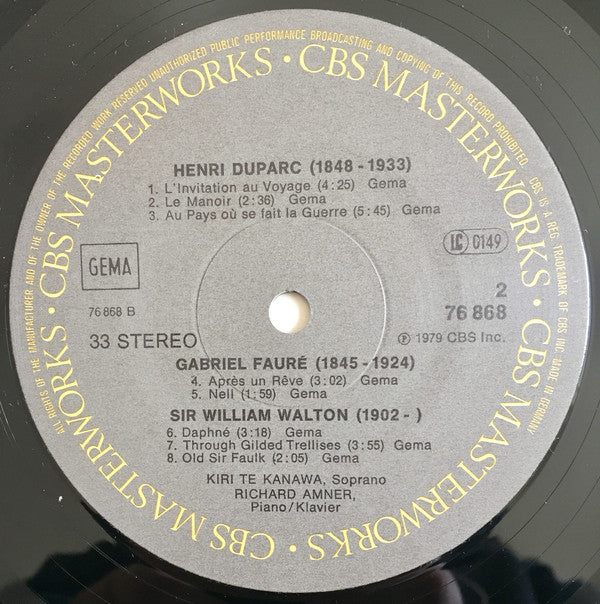 ALL RIGHTS OF THE MANUFACTURER AND OF THE OWNER OF THE RECORDED WORK RESERVED UNAUTHORIZED PUBLIC PERFORMANCE BROADCASTING AND COPYING OF THIS RECORD PROHIBITED. CBS IS A REG. TRADEMARK OF CBS INC. MADE IN GERMANY
CBS MASTERWORKS · CBS MASTERWORKS · CBS MASTERWORKS · CBS MASTERWORKS ·
HENRI DUPARC (1848 - 1933)
1. L'Invitation au Voyage (4:25) Gema
2. Le Manoir (2:36) Gema
3. Au Pays où se fait la Guerre (5:45) Gema
GEMA
LC 0149
76 868 B
2
76 868
33 STEREO
Ⓟ 1979 CBS Inc.
GABRIEL FAURÉ (1845 - 1924)
4. Après un Rêve (3:02) Gema
5. Nell (1:59) Gema
SIR WILLIAM WALTON (1902 - )
6. Daphné (3:18) Gema
7. Through Gilded Trellises (3:55) Gema
8. Old Sir Faulk (2:05) Gema
KIRI TE KANAWA, Soprano
RICHARD AMNER,
Piano/Klavier